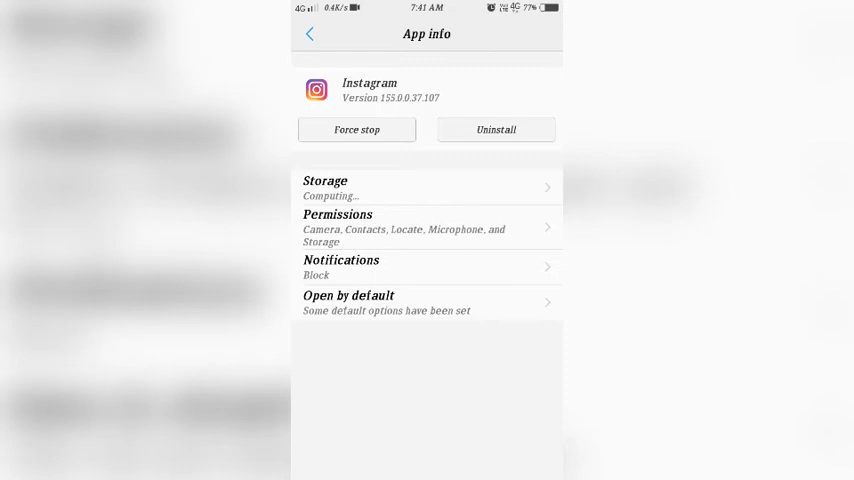 4G 0.4K/s 7:41 AM 4G 77%
App info
Instagram
Version 155.0.0.37.107
Force stop Uninstall
Storage
Computing...
Permissions
Camera, Contacts, Locate, Microphone, and
Storage
Notifications
Block
Open by default
Some default options have been set